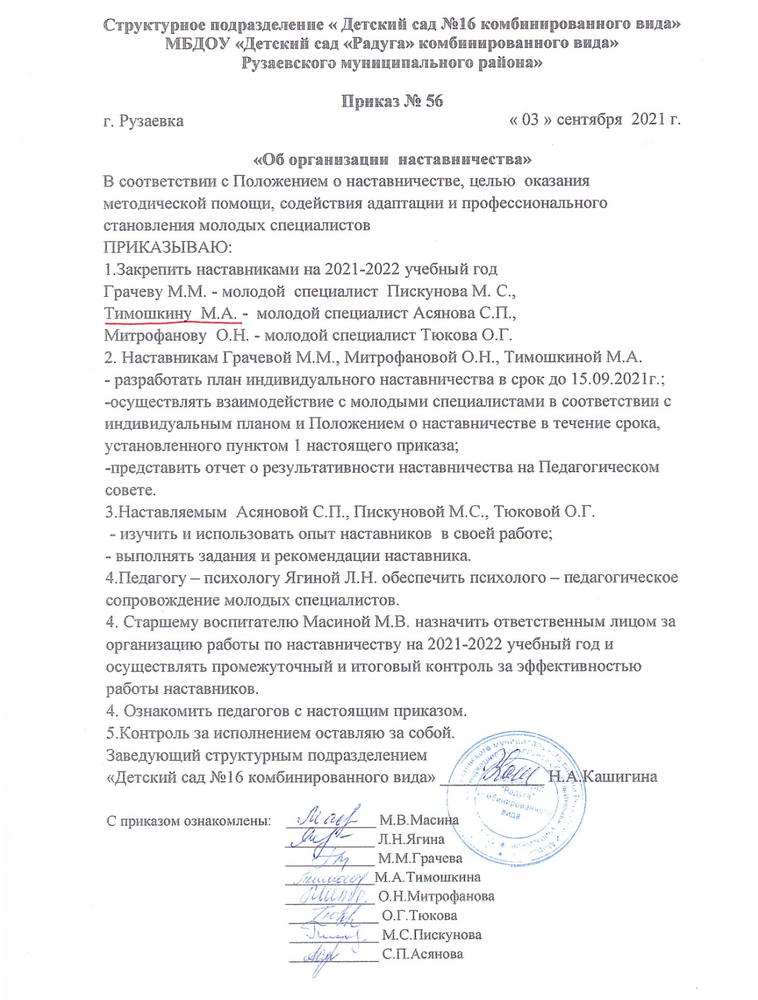 Структурное подразделение « Детский сад №16 комбинированного вида»
МБДОУ «Детский сад «Радуга» комбинированного вида»
Рузаевского муниципального района»
Приказ № 56
г. Рузаевка « 03 » сентября 2021 г.
«Об организации наставничества»
В соответствии с Положением о наставничестве, целью оказания
методической помощи, содействия адаптации и профессионального
становления молодых специалистов
ПРИКАЗЫВАЮ:
1.Закрепить наставниками на 2021-2022 учебный год
Грачеву М.М. - молодой специалист Пискунова М. С.,
Тимошкину М.А. - молодой специалист Асянова С.П.,
Митрофанову О.Н. - молодой специалист Тюкова О.Г.
2. Наставникам Грачевой М.М., Митрофановой О.Н., Тимошкиной М.А.
- разработать план индивидуального наставничества в срок до 15.09.2021г.;
-осуществлять взаимодействие с молодыми специалистами в соответствии с
индивидуальным планом и Положением о наставничестве в течение срока,
установленного пунктом 1 настоящего приказа;
-представить отчет о результативности наставничества на Педагогическом
совете.
3.Наставляемым Асяновой С.П., Пискуновой М.С., Тюковой О.Г.
- изучить и использовать опыт наставников в своей работе;
- выполнять задания и рекомендации наставника.
4.Педагогу – психологу Ягиной Л.Н. обеспечить психолого – педагогическое
сопровождение молодых специалистов.
4. Старшему воспитателю Масиной М.В. назначить ответственным лицом за
организацию работы по наставничеству на 2021-2022 учебный год и
осуществлять промежуточный и итоговый контроль за эффективностью
работы наставников.
4. Ознакомить педагогов с настоящим приказом.
5.Контроль за исполнением оставляю за собой.
Заведующий структурным подразделением
«Детский сад №16 комбинированного вида» ____________ Н.А.Кашигина
"Радуга"
комбинированного
вида
С приказом ознакомлены: ____________ М.В.Масина
____________ Л.Н.Ягина
____________ М.М.Грачева
____________М.А.Тимошкина
____________ О.Н.Митрофанова
____________ О.Г.Тюкова
____________ М.С.Пискунова
____________ С.П.Асянова